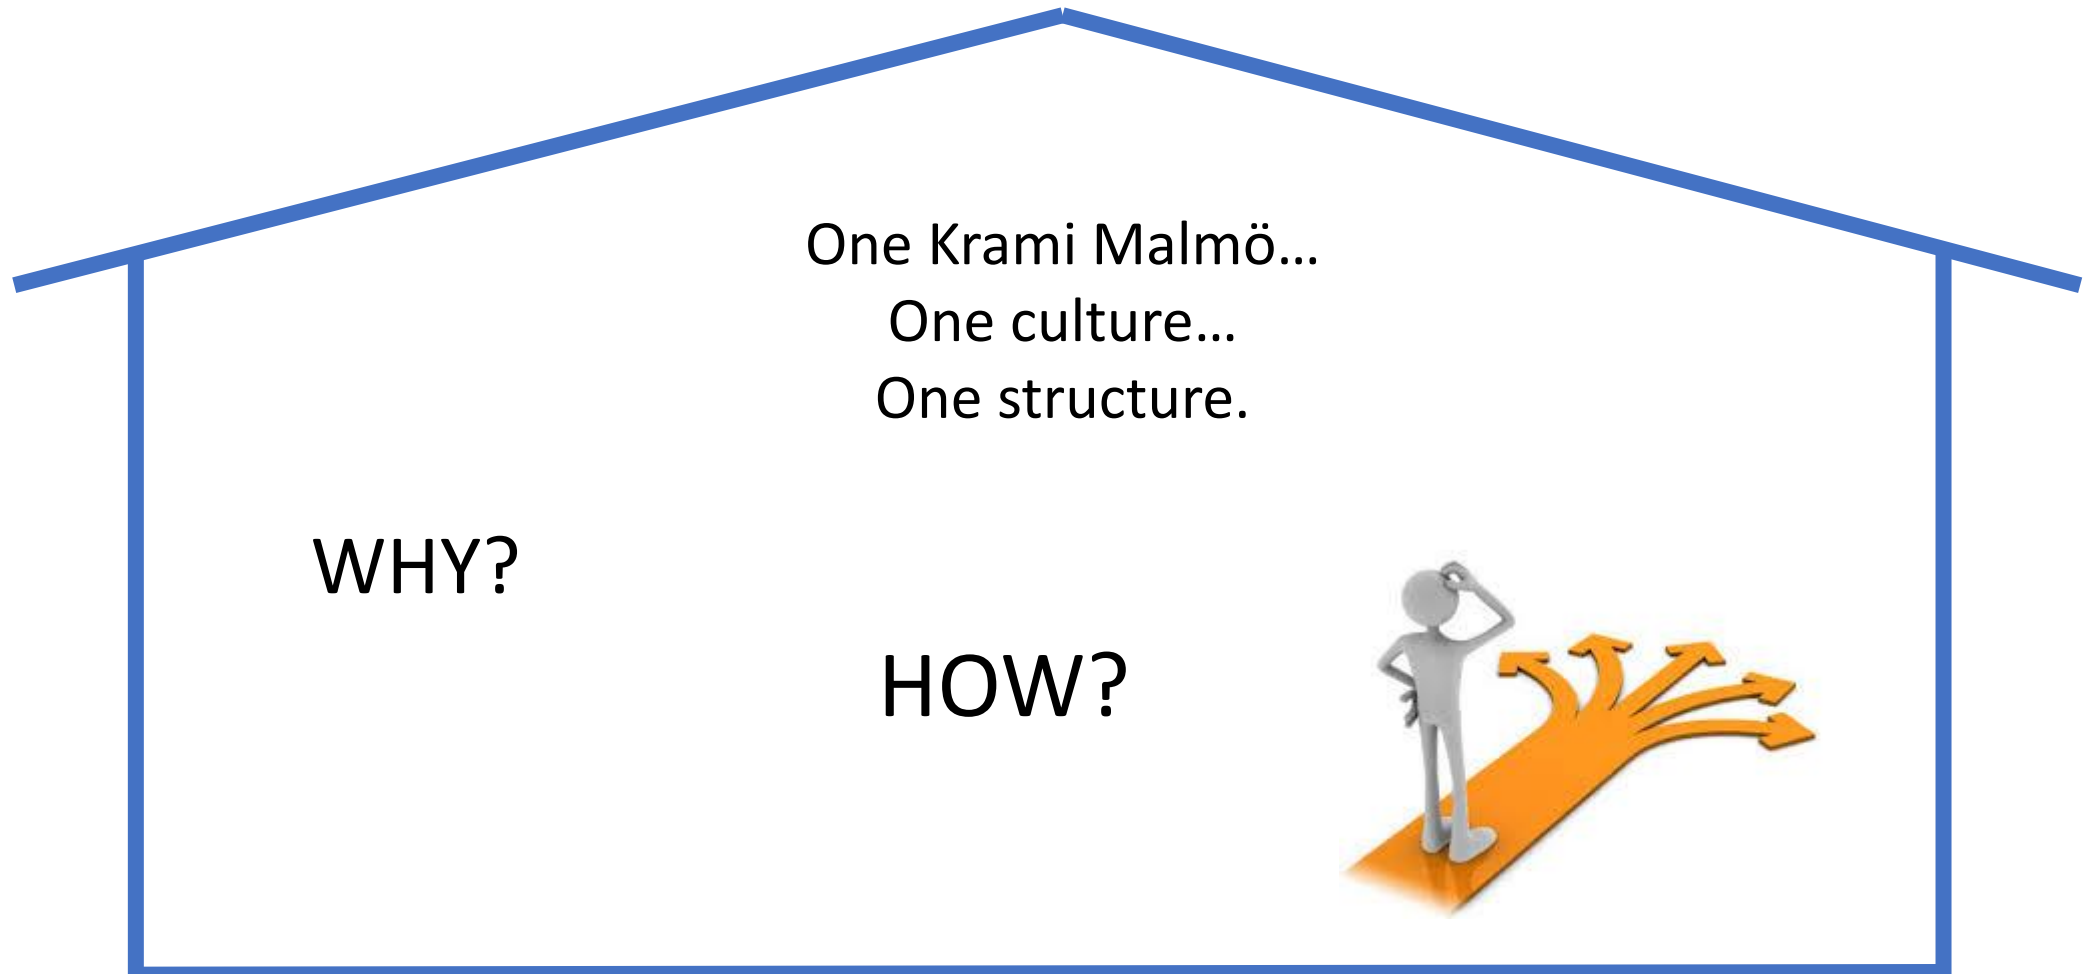 One Krami Malmö...
One culture...
One structure.
WHY?
HOW?